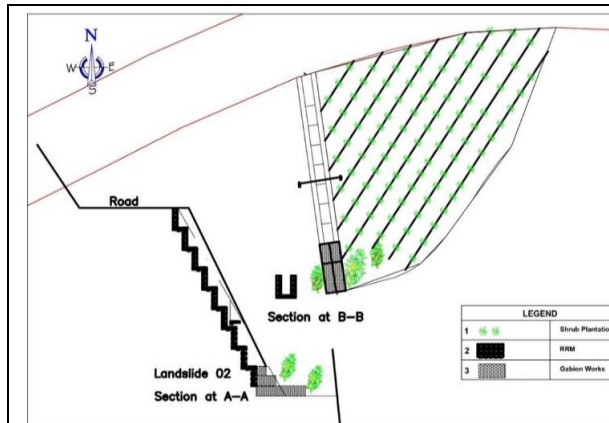 N
W E
S
Road
Section at B-B
Landslide 02
Section at A-A
LEGEND
1 Shrub Plantatio
2 RRM
3 Gabion Works